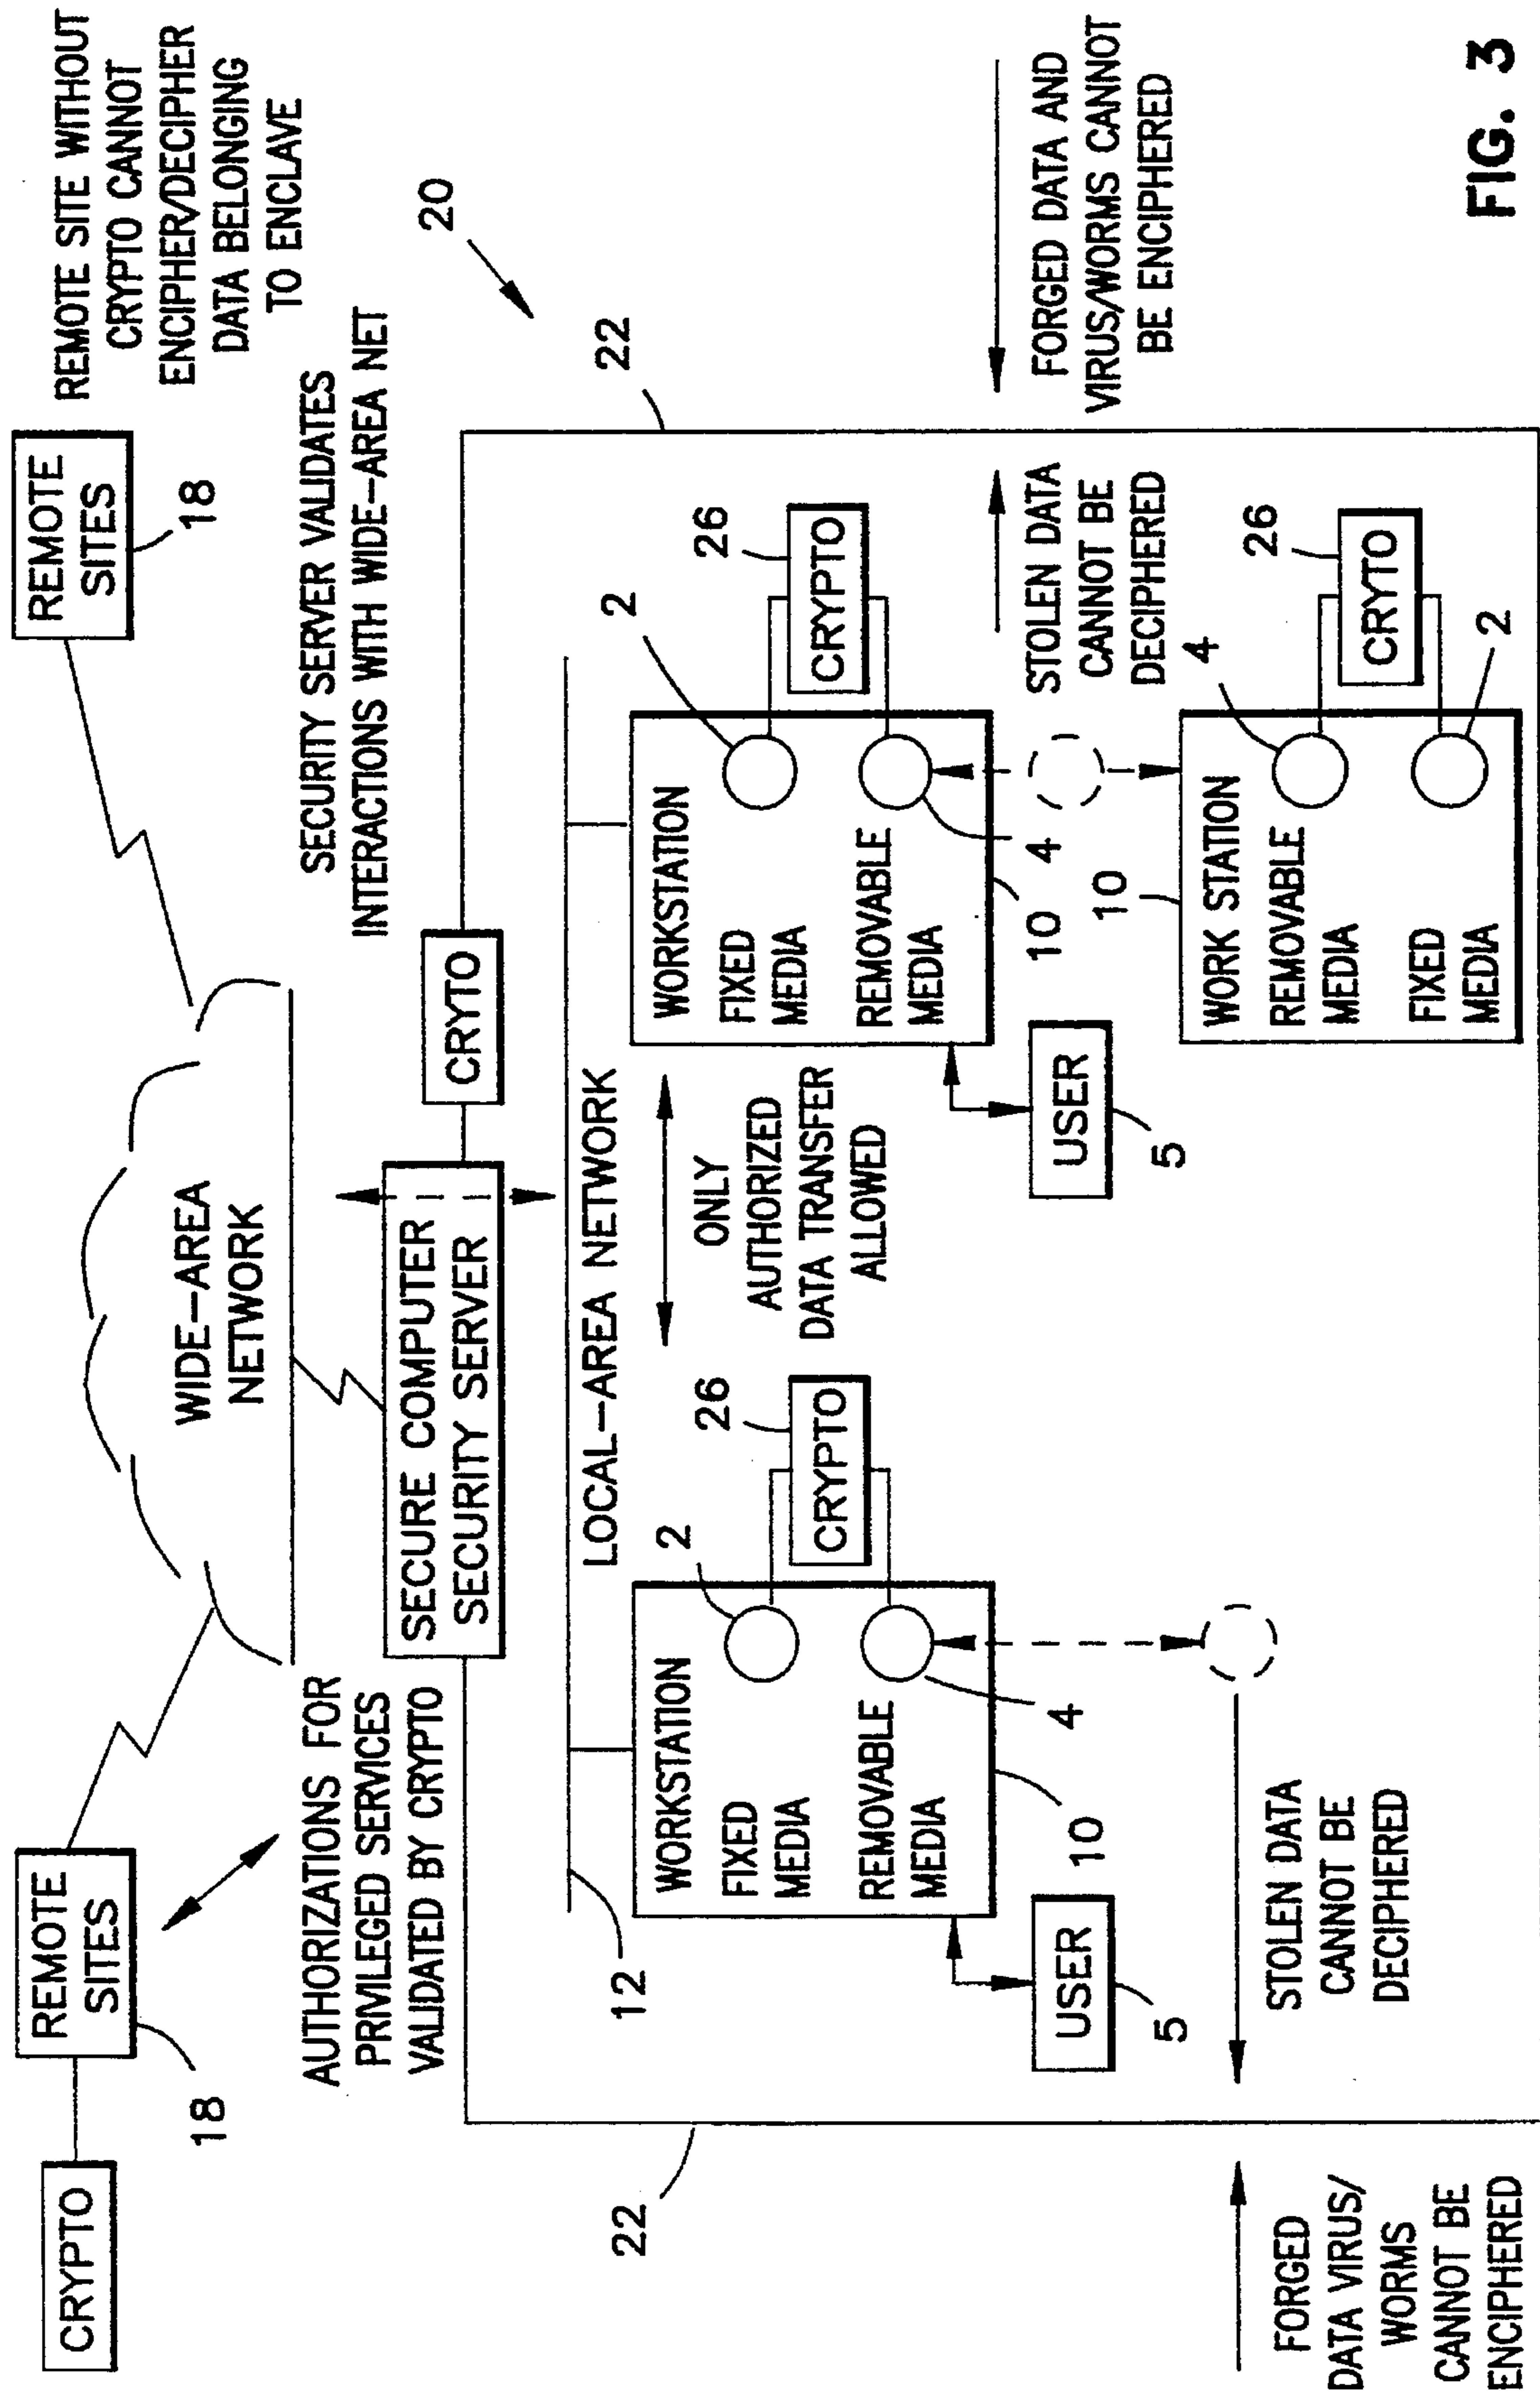 CRYPTO
REMOTE
SITES
18
REMOTE
SITES
18
REMOTE SITE WITHOUT
CRYPTO CANNOT
ENCIPHER/DECIPHER
DATA BELONGING
TO ENCLAVE
WIDE-AREA
NETWORK
AUTHORIZATIONS FOR
PRIVILEGED SERVICES
VALIDATED BY CRYPTO
SECURITY SERVER VALIDATES
INTERACTIONS WITH WIDE-AREA NET
20
SECURE COMPUTER
SECURITY SERVER
CRYTO
22
22
12
LOCAL-AREA NETWORK
WORKSTATION
FIXED
MEDIA
REMOVABLE
MEDIA
2
4
26
CRYPTO
10
USER
5
ONLY
AUTHORIZED
DATA TRANSFER
ALLOWED
WORKSTATION
FIXED
MEDIA
REMOVABLE
MEDIA
2
4
26
CRYPTO
10
USER
5
STOLEN DATA
CANNOT BE
DECIPHERED
FORGED DATA AND
VIRUS/WORMS CANNOT
BE ENCIPHERED
10
WORK STATION
REMOVABLE
MEDIA
FIXED
MEDIA
4
2
26
CRYTO
FORGED
DATA VIRUS/
WORMS
CANNOT BE
ENCIPHERED
STOLEN DATA
CANNOT BE
DECIPHERED
FIG. 3